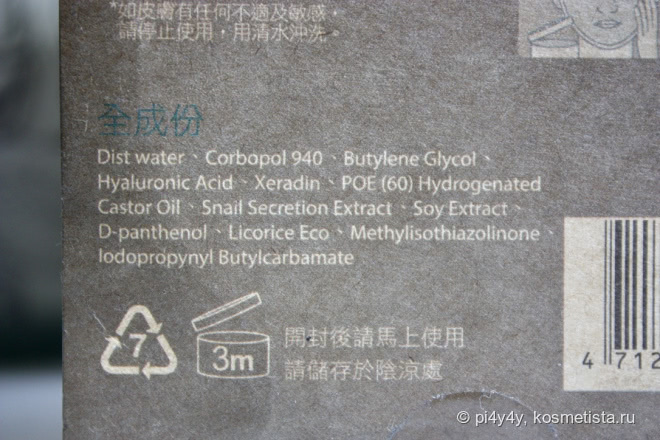 *如皮膚有任何不適及敏感，
請停止使用，用清水沖洗。
全成份
Dist water、Corbopol 940、Butylene Glycol、
Hyaluronic Acid、Xeradin、POE (60) Hydrogenated
Castor Oil、Snail Secretion Extract、Soy Extract、
D-panthenol、Licorice Eco、Methylisothiazolinone、
Iodopropynyl Butylcarbamate
7
3m
開封後請馬上使用
請儲存於陰涼處
4 712
© pi4y4y, kosmetista.ru